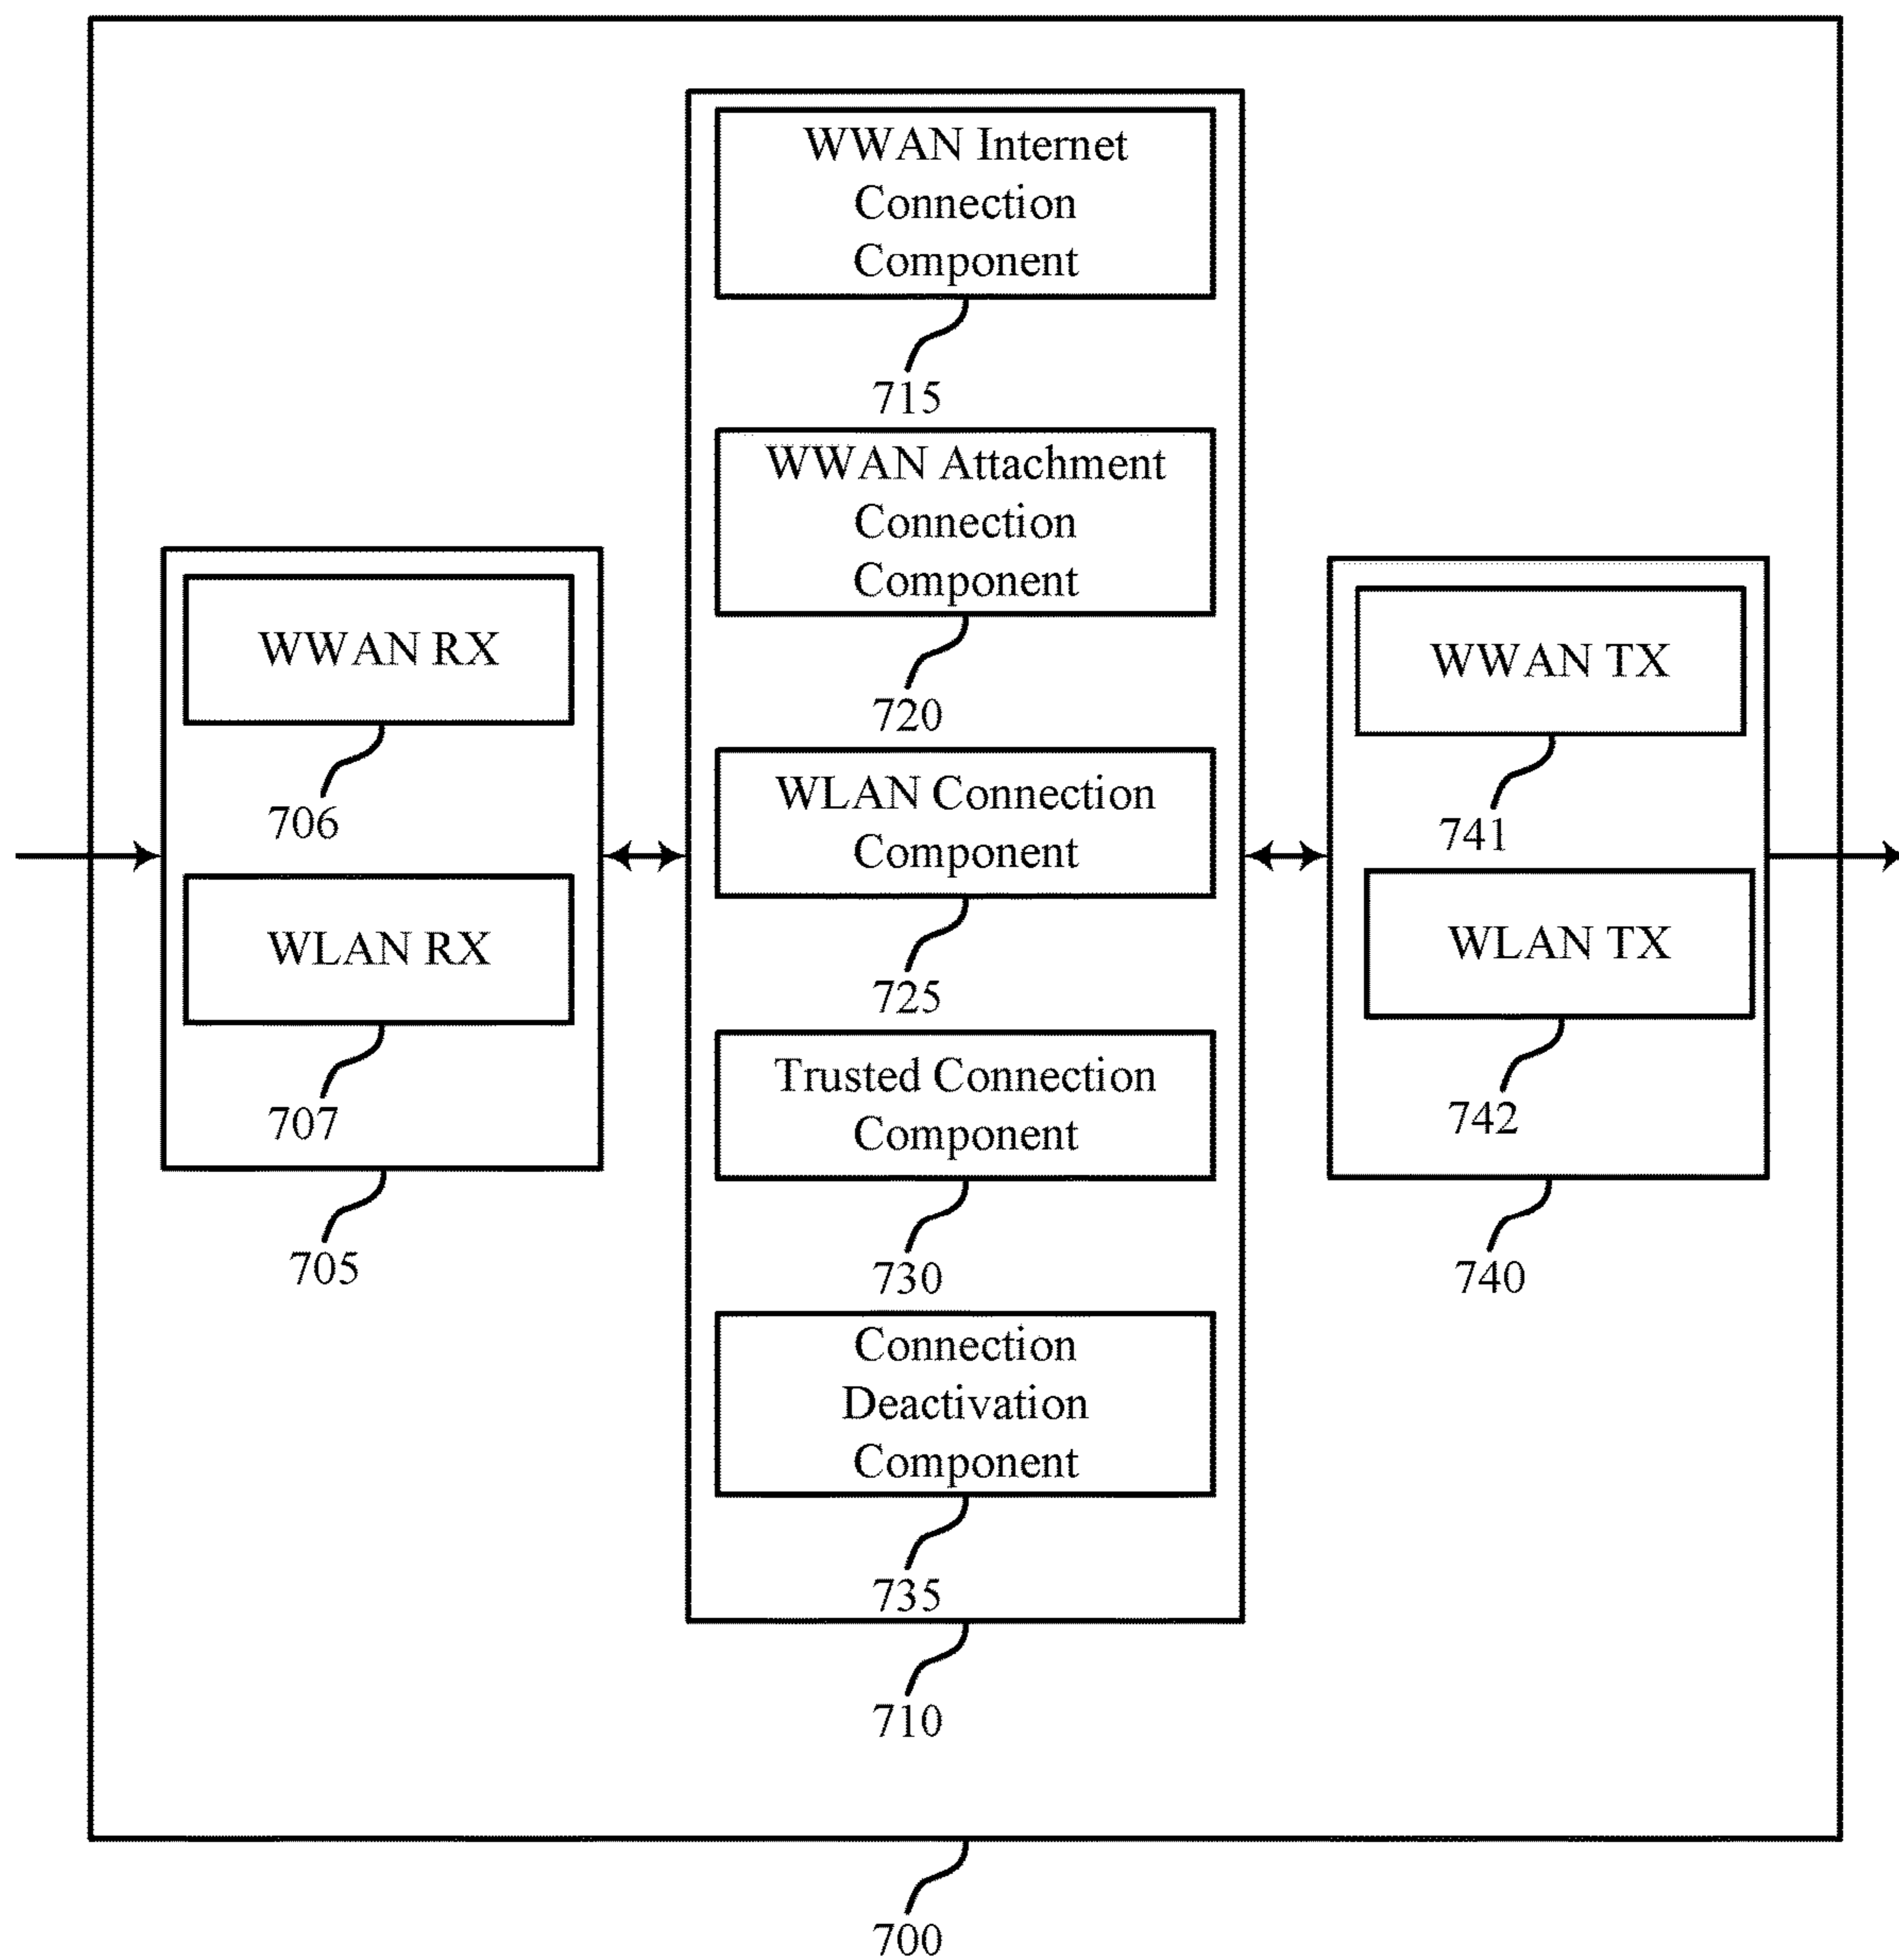 WWAN RX
706
WLAN RX
707
705
WWAN Internet
Connection
Component
715
WWAN Attachment
Connection
Component
720
WLAN Connection
Component
725
Trusted Connection
Component
730
Connection
Deactivation
Component
735
710
WWAN TX
741
WLAN TX
742
740
700